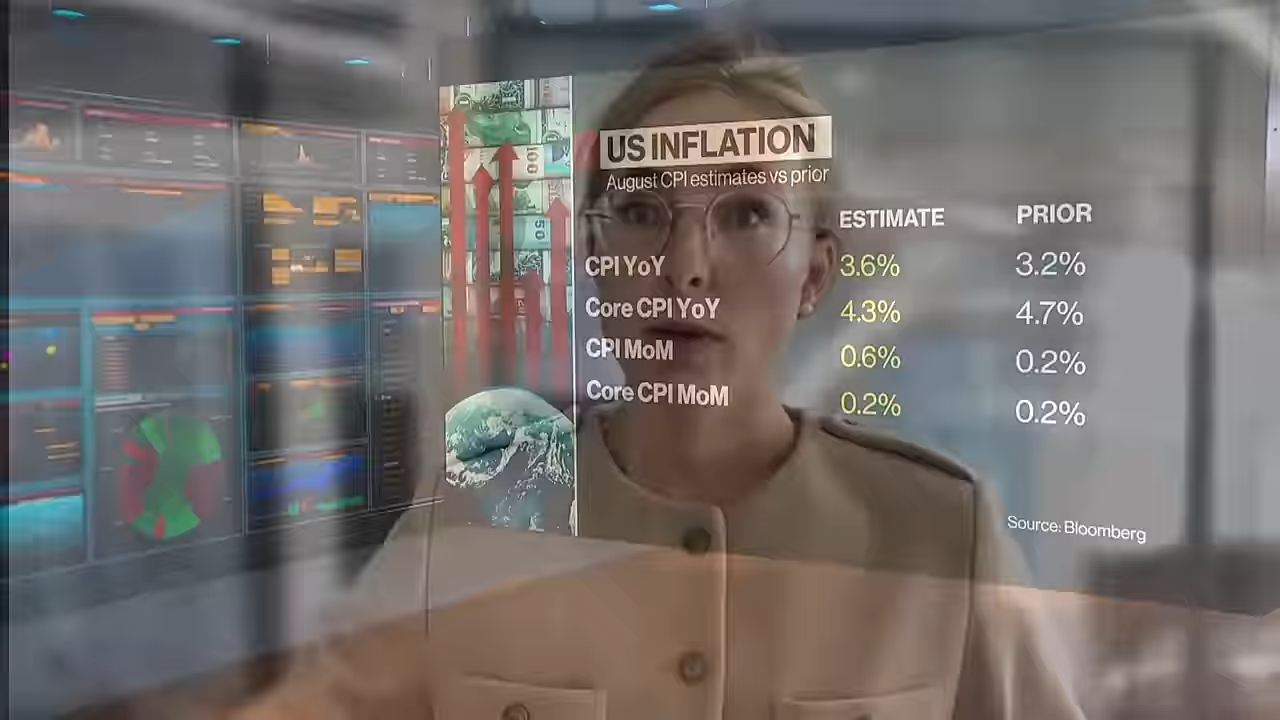 US INFLATION
August CPI estimates vs prior
ESTIMATE PRIOR
CPI YoY 3.6% 3.2%
Core CPI YoY 4.3% 4.7%
CPI MoM 0.6% 0.2%
Core CPI MoM 0.2% 0.2%
Source: Bloomberg